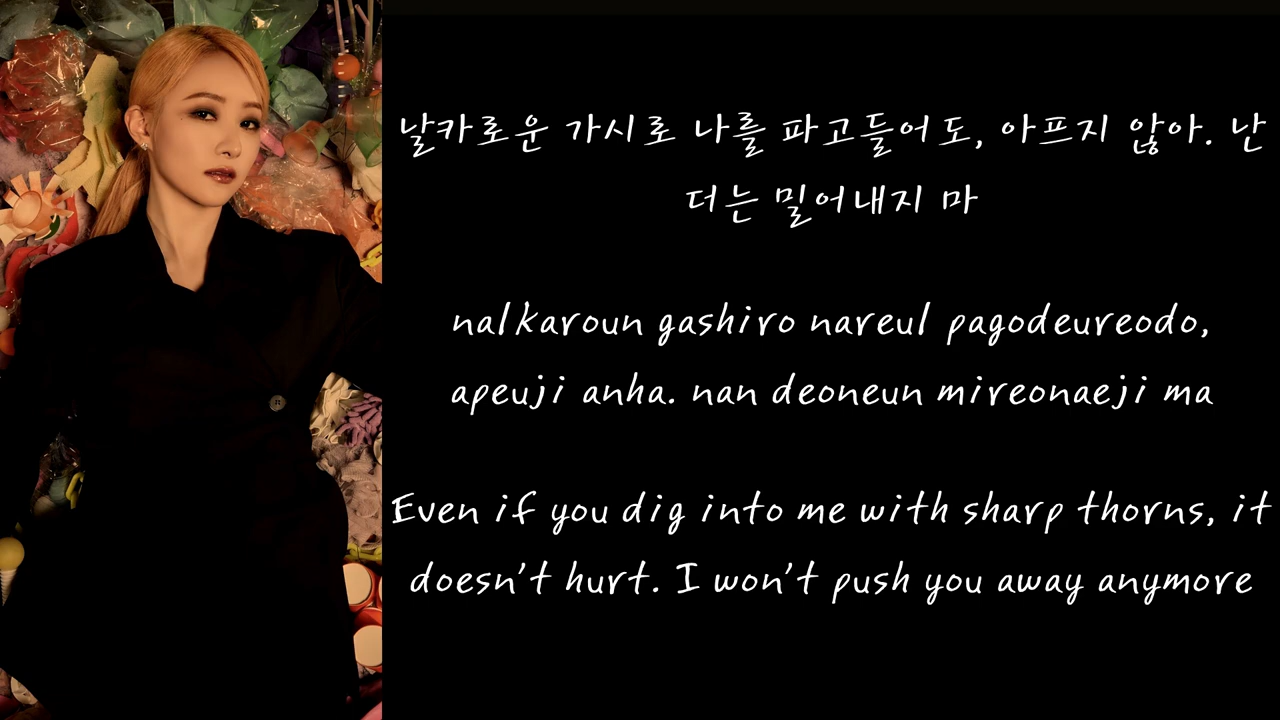 날카로운 가시로 나를 파고들어도, 아프지 않아. 난
더는 밀어내지 마
nalkaroun gashiro nareul pagodeureodo,
apeuji anha. nan deoneun mireonaeji ma
Even if you dig into me with sharp thorns, it
doesn't hurt. I won't push you away anymore